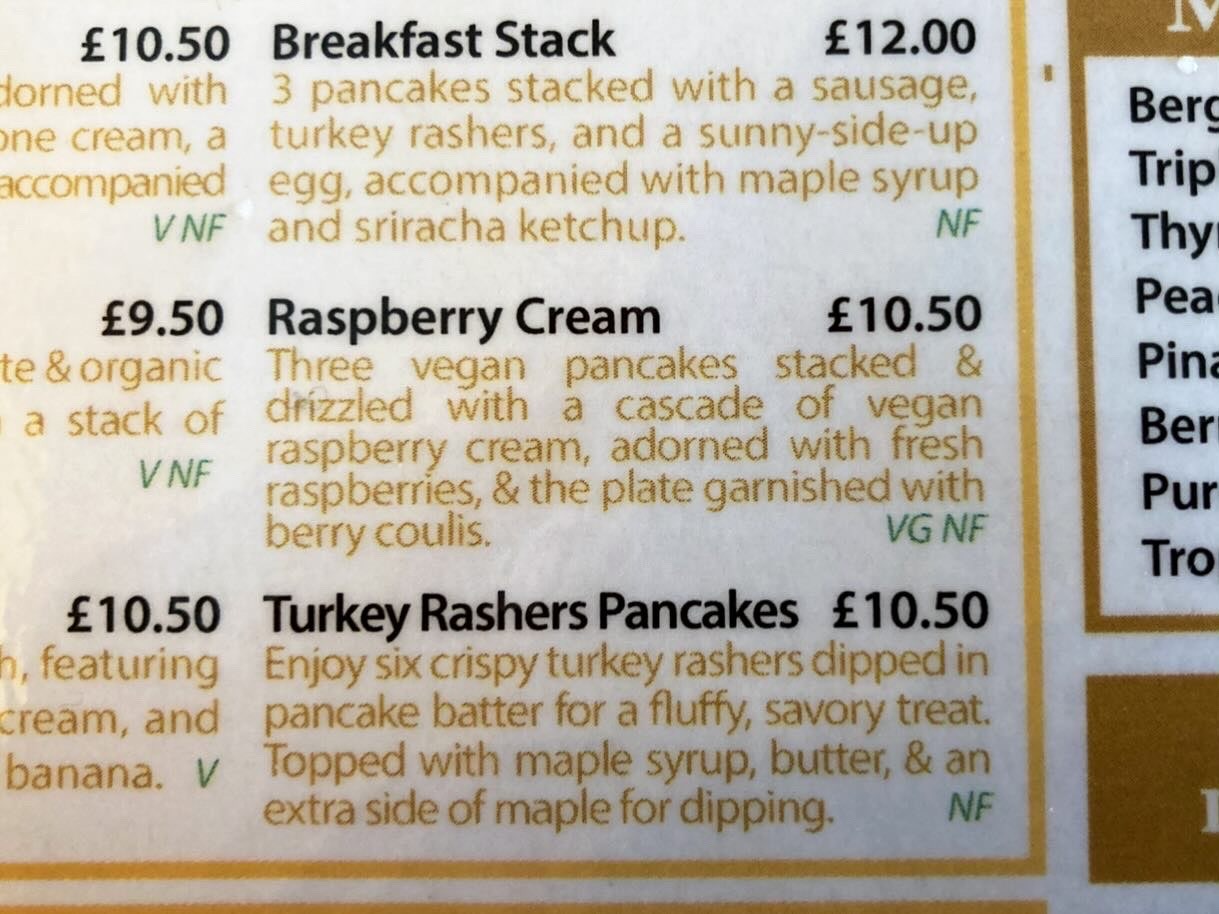 £10.50
dorned with
one cream, a
accompanied
V NF
£9.50
te & organic
a stack of
V NF
£10.50
h, featuring
cream, and
banana. V
Breakfast Stack £12.00
3 pancakes stacked with a sausage,
turkey rashers, and a sunny-side-up
egg, accompanied with maple syrup
and sriracha ketchup. NF
Raspberry Cream £10.50
Three vegan pancakes stacked &
drizzled with a cascade of vegan
raspberry cream, adorned with fresh
raspberries, & the plate garnished with
berry coulis. VG NF
Turkey Rashers Pancakes £10.50
Enjoy six crispy turkey rashers dipped in
pancake batter for a fluffy, savory treat.
Topped with maple syrup, butter, & an
extra side of maple for dipping. NF
M
Berg
Trip
Thy
Pea
Pina
Ber
Pur
Tro